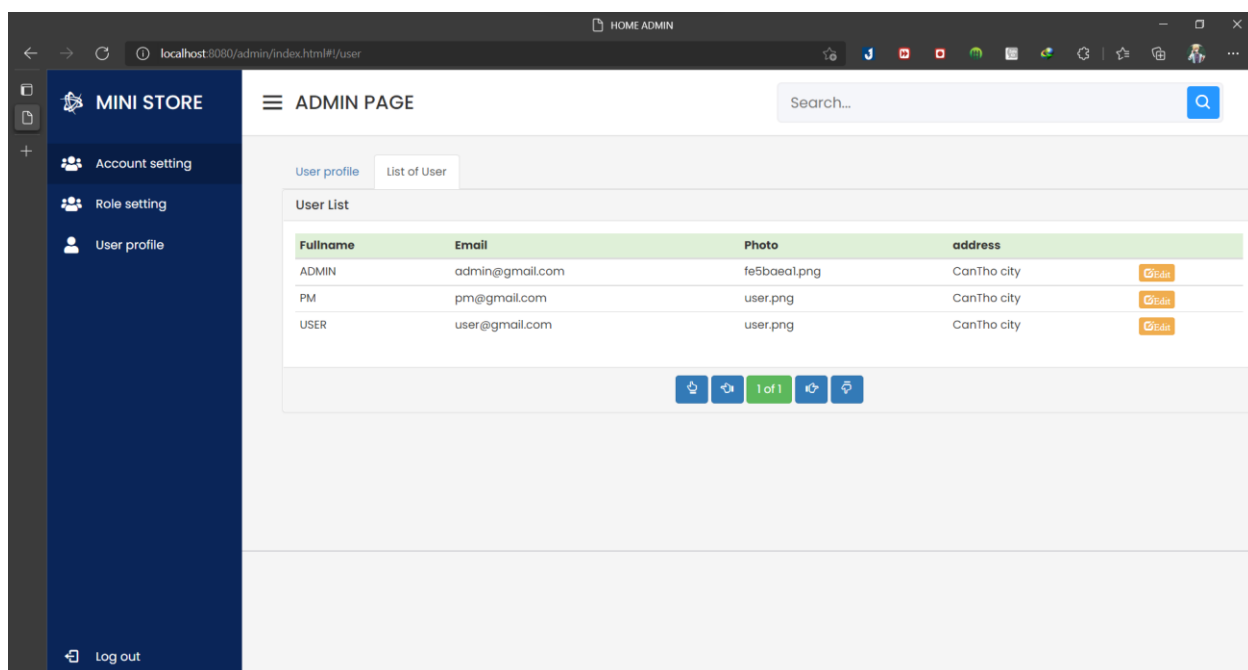 HOME ADMIN
localhost:8080/admin/index.html#!/user
MINI STORE
ADMIN PAGE
Search...
Account setting
Role setting
User profile
User profile List of User
User List
Fullname Email Photo address
ADMIN admin@gmail.com fe5baea1.png CanTho city Edit
PM pm@gmail.com user.png CanTho city Edit
USER user@gmail.com user.png CanTho city Edit
1 of 1
Log out